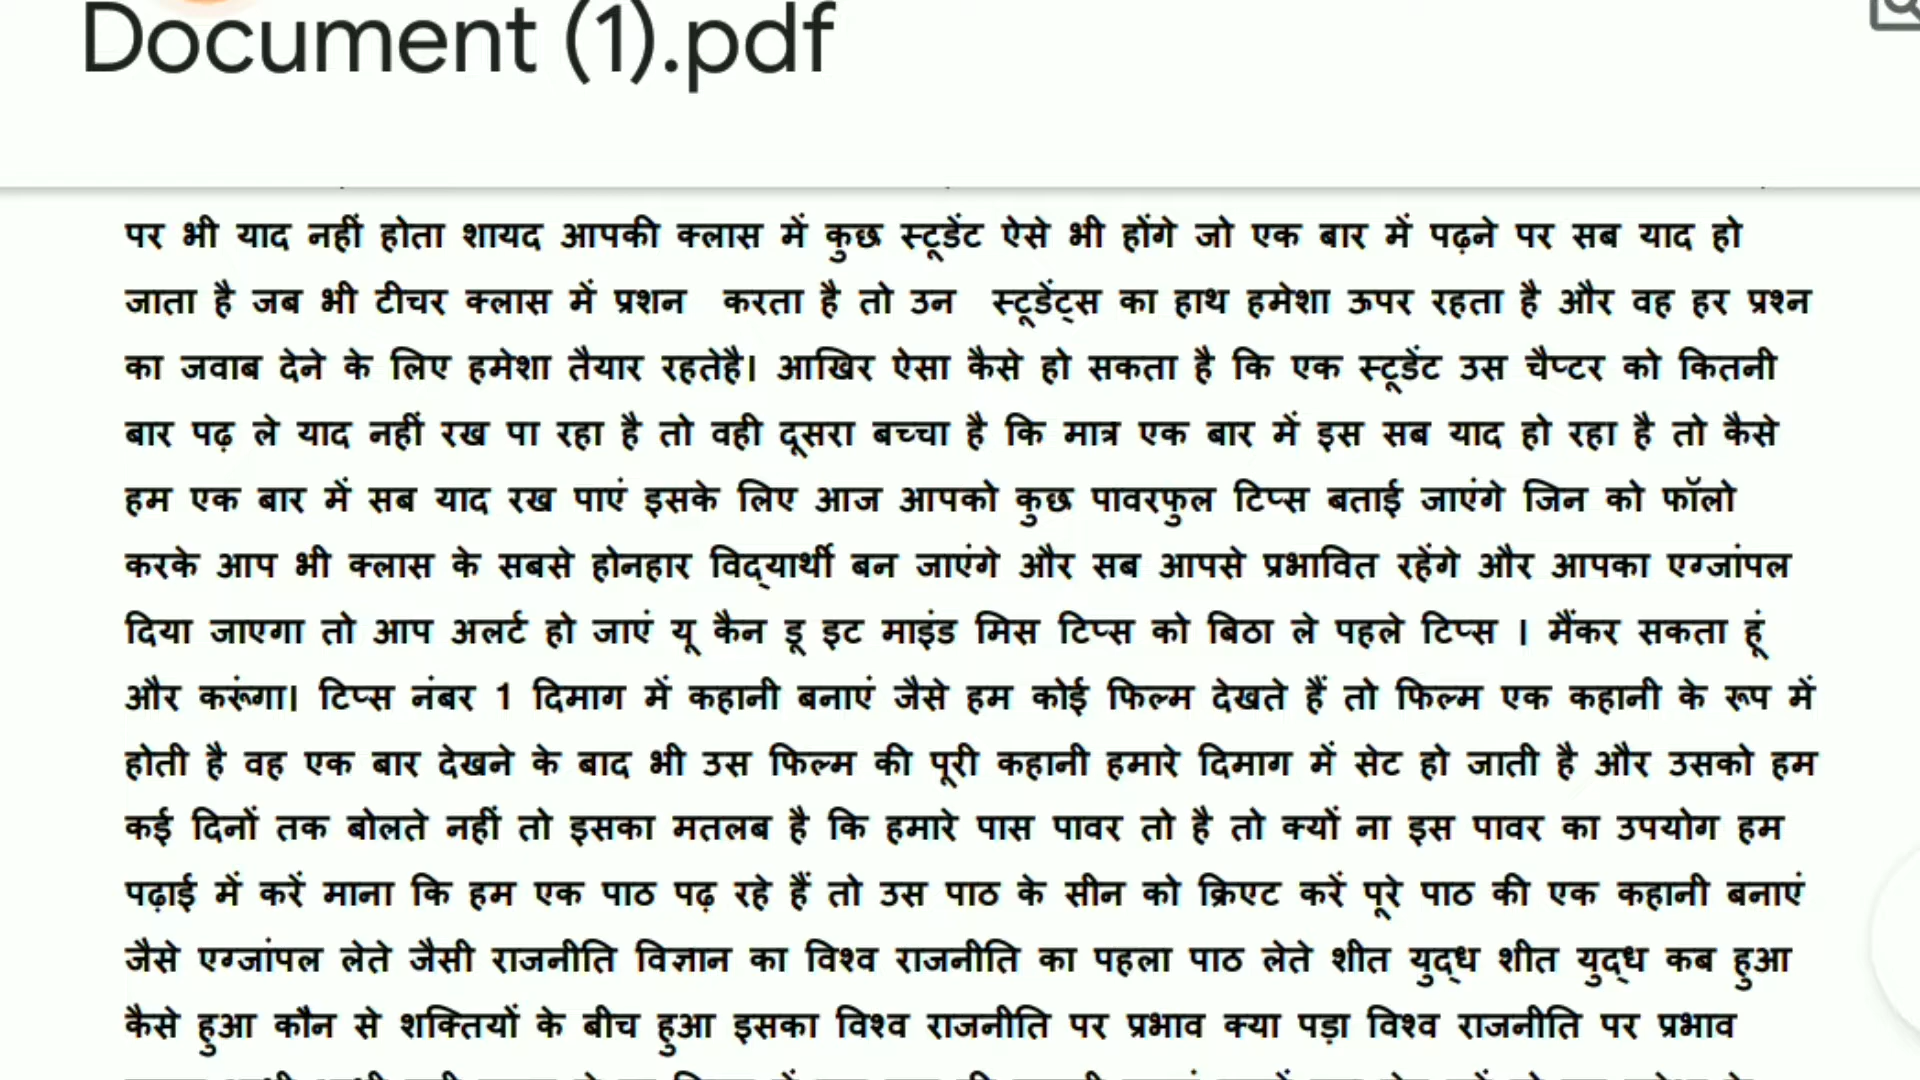 Document (1).pdf
पर भी याद नहीं होता शायद आपकी क्लास में कुछ स्टूडेंट ऐसे भी होंगे जो एक बार में पढ़ने पर सब याद हो
जाता है जब भी टीचर क्लास में प्रशन करता है तो उन स्टूडेंट्स का हाथ हमेशा ऊपर रहता है और वह हर प्रश्न
का जवाब देने के लिए हमेशा तैयार रहतेहै। आखिर ऐसा कैसे हो सकता है कि एक स्टूडेंट उस चैप्टर को कितनी
बार पढ़ ले याद नहीं रख पा रहा है तो वही दूसरा बच्चा है कि मात्र एक बार में इस सब याद हो रहा है तो कैसे
हम एक बार में सब याद रख पाएं इसके लिए आज आपको कुछ पावरफुल टिप्स बताई जाएंगे जिन को फॉलो
करके आप भी क्लास के सबसे होनहार विद्यार्थी बन जाएंगे और सब आपसे प्रभावित रहेंगे और आपका एग्जांपल
दिया जाएगा तो आप अलर्ट हो जाएं यू कैन डू इट माइंड मिस टिप्स को बिठा ले पहले टिप्स । मैंकर सकता हूं
और करूंगा। टिप्स नंबर 1 दिमाग में कहानी बनाएं जैसे हम कोई फिल्म देखते हैं तो फिल्म एक कहानी के रूप में
होती है वह एक बार देखने के बाद भी उस फिल्म की पूरी कहानी हमारे दिमाग में सेट हो जाती है और उसको हम
कई दिनों तक बोलते नहीं तो इसका मतलब है कि हमारे पास पावर तो है तो क्यों ना इस पावर का उपयोग हम
पढ़ाई में करें माना कि हम एक पाठ पढ़ रहे हैं तो उस पाठ के सीन को क्रिएट करें पूरे पाठ की एक कहानी बनाएं
जैसे एग्जांपल लेते जैसी राजनीति विज्ञान का विश्व राजनीति का पहला पाठ लेते शीत युद्ध शीत युद्ध कब हुआ
कैसे हुआ कौन से शक्तियों के बीच हुआ इसका विश्व राजनीति पर प्रभाव क्या पड़ा विश्व राजनीति पर प्रभाव